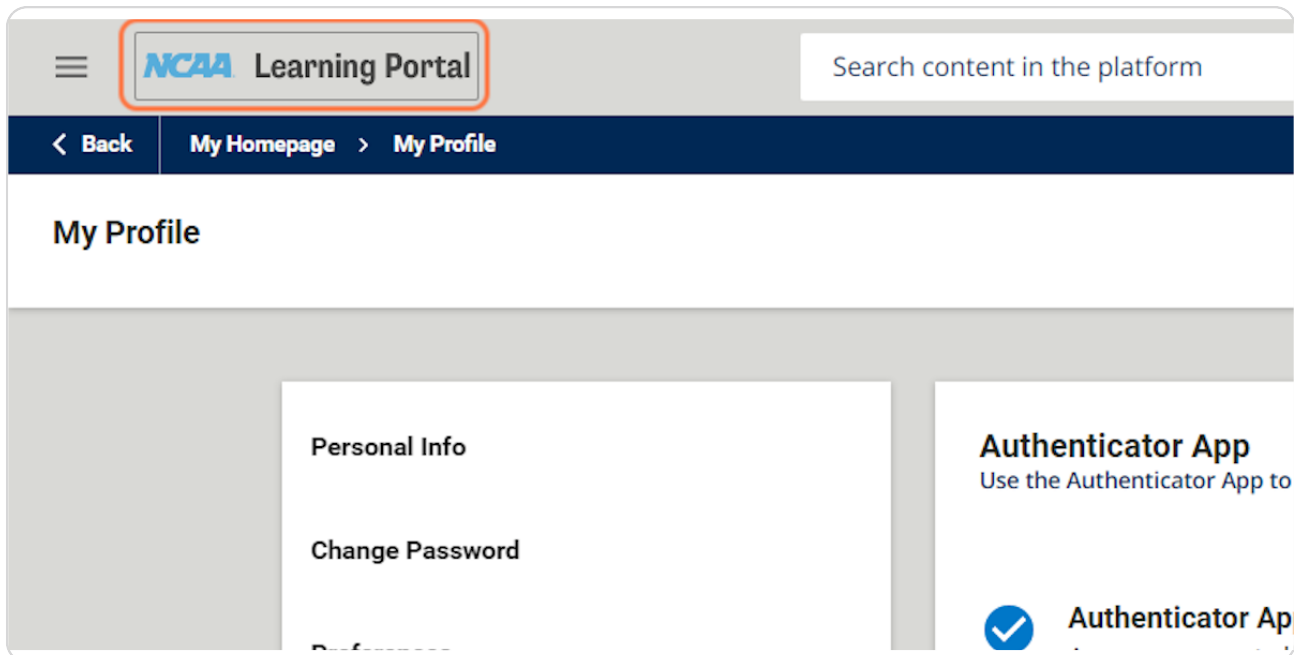 NCAA Learning Portal
Search content in the platform
Back
My Homepage > My Profile
My Profile
Personal Info
Change Password
Authenticator App
Use the Authenticator App to
Authenticator